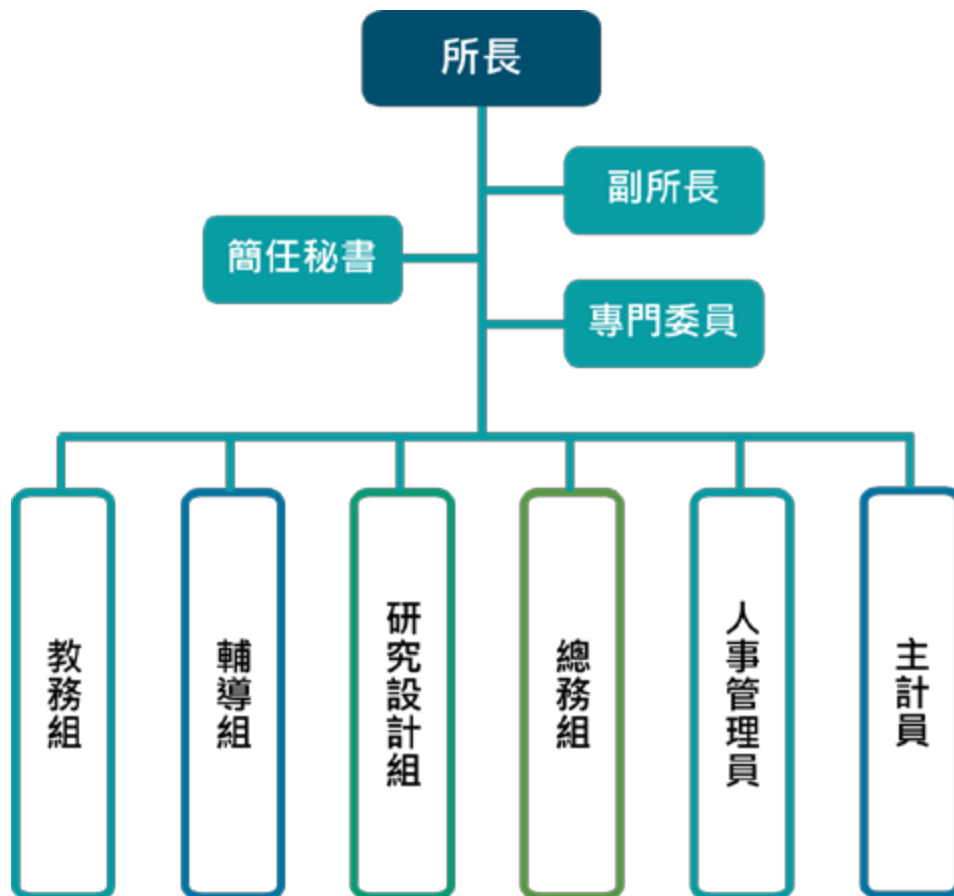 所長
副所長
簡任秘書
專門委員
教務組
輔導組
研究設計組
總務組
人事管理員
主計員